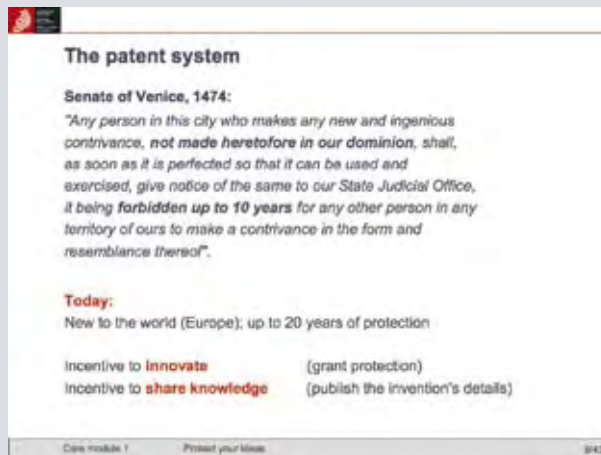 The patent system
Senate of Venice, 1474:
"Any person in this city who makes any new and ingenious
contrivance, not made heretofore in our dominion, shall,
as soon as it is perfected so that it can be used and
exercised, give notice of the same to our State Judicial Office,
it being forbidden up to 10 years for any other person in any
territory of ours to make a contrivance in the form and
resemblance thereof".
Today:
New to the world (Europe); up to 20 years of protection
Incentive to innovate (grant protection)
Incentive to share knowledge (publish the invention's details)
Core module 1 Protect your ideas